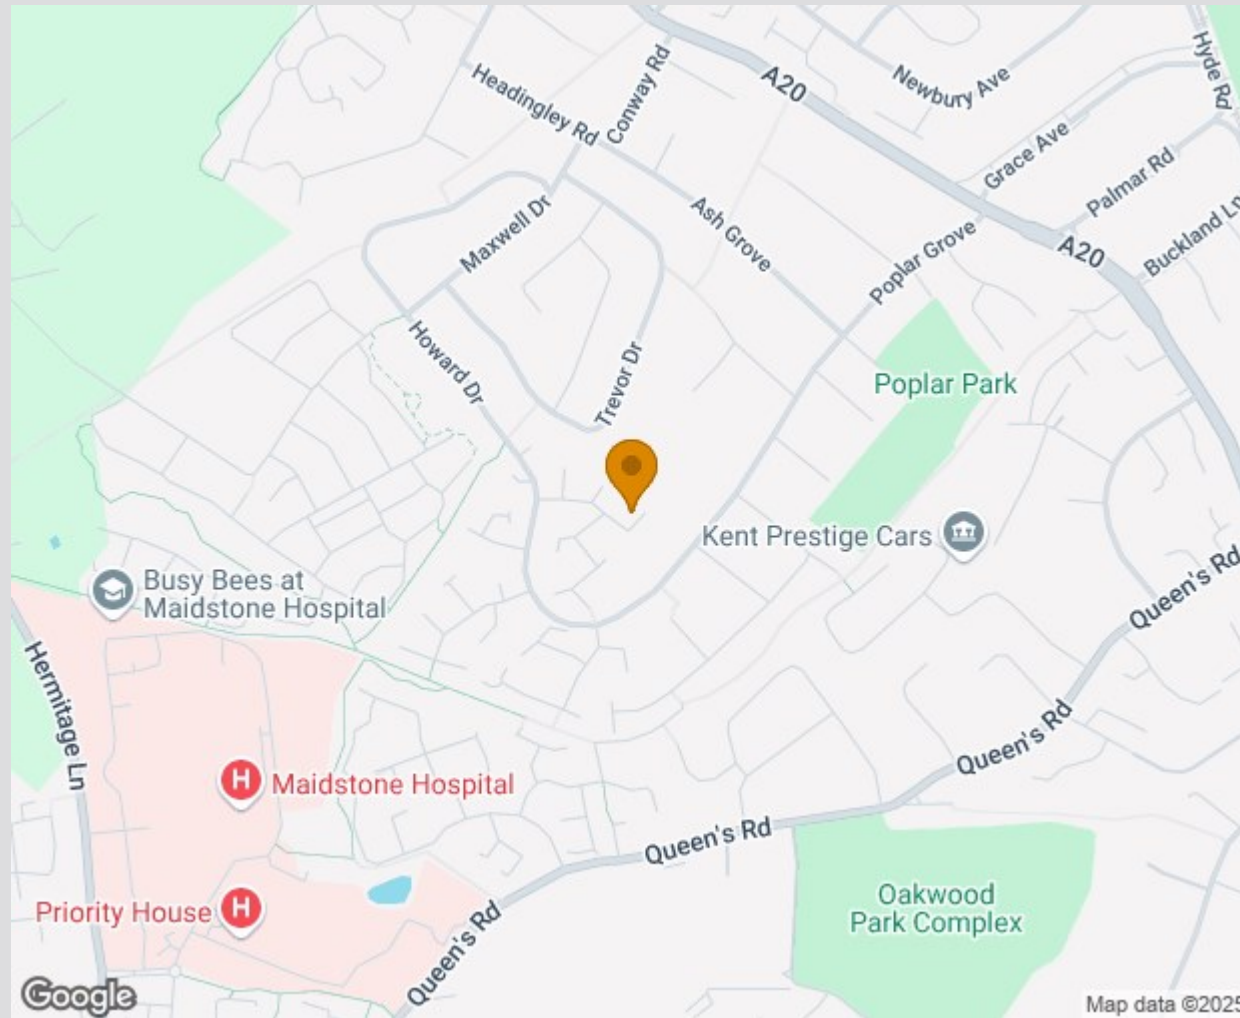 Hyde Rd
Conway Rd
A20
Newbury Ave
Headingley Rd
Grace Ave
Palmar Rd
Maxwell Dr
Ash Grove
Buckland Ln
Poplar Grove
A20
Howard Dr
Trevor Dr
Poplar Park
Kent Prestige Cars
Busy Bees at
Maidstone Hospital
Queen's Rd
Hermitage Ln
Queen's Rd
H
Maidstone Hospital
Queen's Rd
Priority House
H
Oakwood
Park Complex
Queen's Rd
Google
Map data ©2025